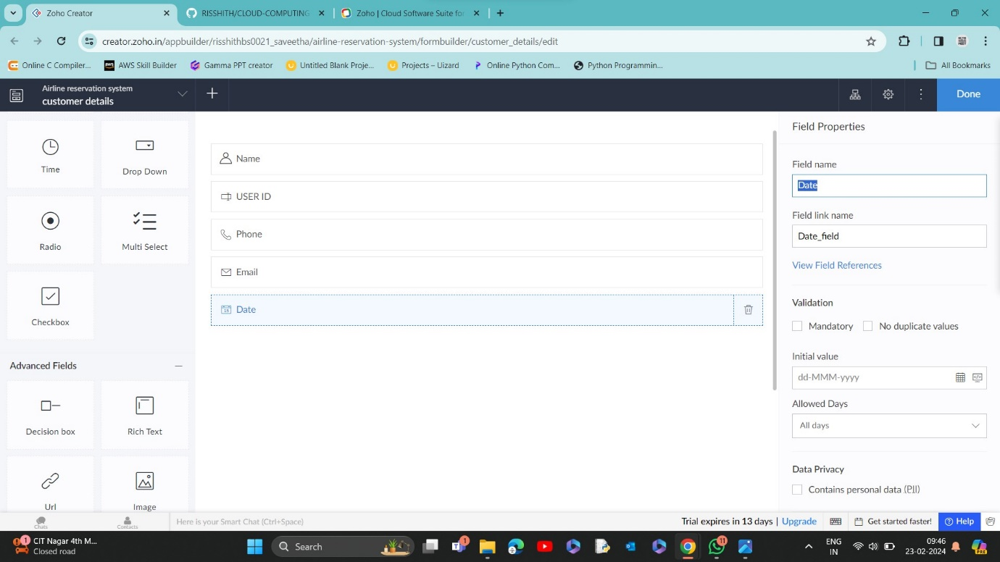 Zoho Creator
RISSHITH/CLOUD-COMPUTING
Zoho | Cloud Software Suite for
creator.zoho.in/appbuilder/risshithbs0021_saveetha/airline-reservation-system/formbuilder/customer_details/edit
Online C Compiler...
AWS Skill Builder
Gamma PPT creator
Untitled Blank Proje...
Projects – Uizard
Online Python Com...
Python Programmin...
All Bookmarks
Airline reservation system
customer details
Done
Time
Drop Down
Radio
Multi Select
Checkbox
Advanced Fields
Decision box
Rich Text
Url
Image
Name
USER ID
Phone
Email
Date
Field Properties
Field name
Date
Field link name
Date_field
View Field References
Validation
Mandatory
No duplicate values
Initial value
dd-MMM-yyyy
Allowed Days
All days
Data Privacy
Contains personal data (PII)
Chats
Contacts
Here is your Smart Chat (Ctrl+Space)
Trial expires in 13 days | Upgrade
Get started faster!
Help
1
CIT Nagar 4th M...
Closed road
Search
1
11
ENG
IN
09:46
23-02-2024
PRE